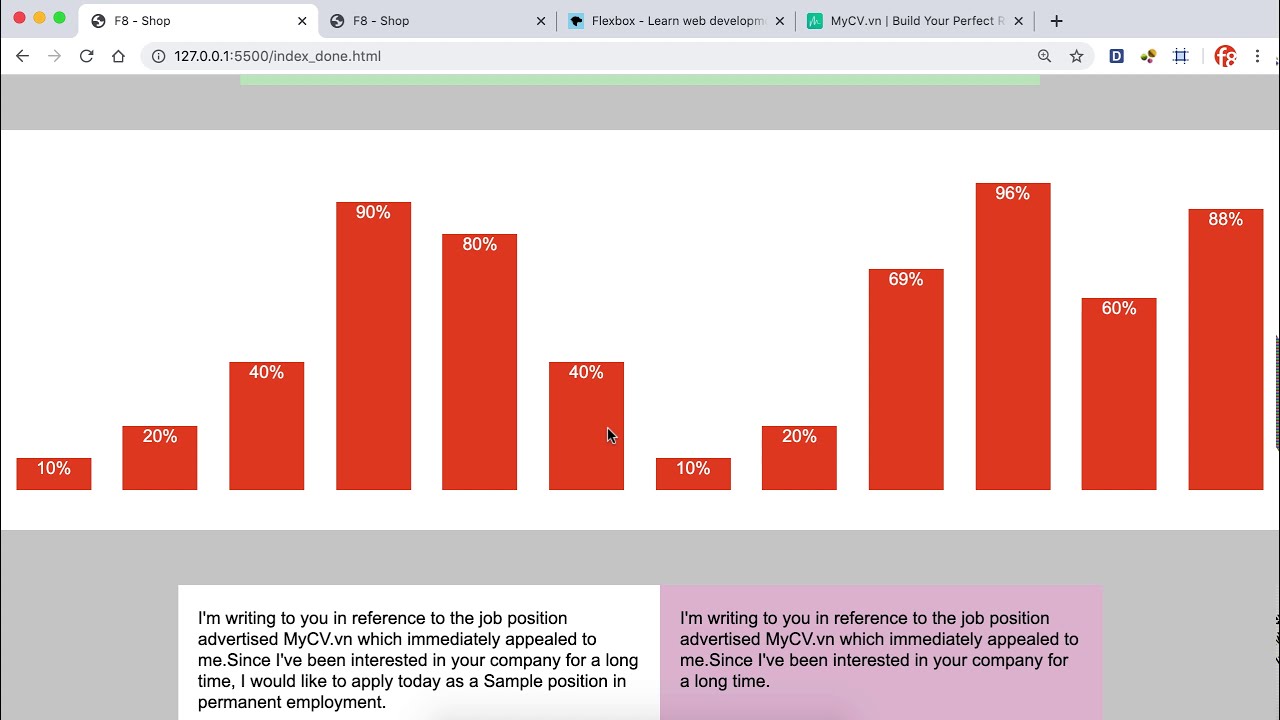 F8 - Shop
F8 - Shop
Flexbox - Learn web developm
MyCV.vn | Build Your Perfect R
127.0.0.1:5500/index_done.html
D
f8
10%
20%
40%
90%
80%
40%
10%
20%
69%
96%
60%
88%
I'm writing to you in reference to the job position
advertised MyCV.vn which immediately appealed to
me.Since I've been interested in your company for a long
time, I would like to apply today as a Sample position in
permanent employment.
I'm writing to you in reference to the job position
advertised MyCV.vn which immediately appealed to
me.Since I've been interested in your company for
a long time.